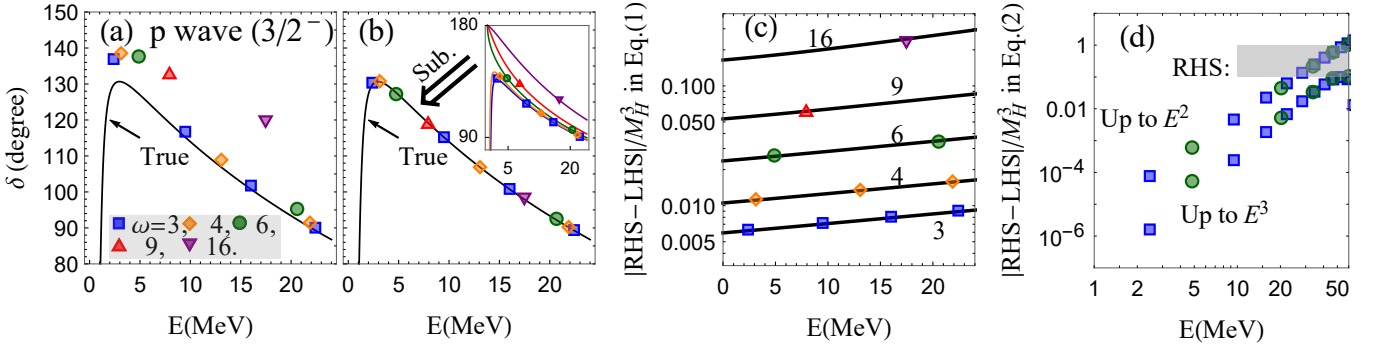 (a) p wave (3/2⁻)
δ (degree)
150
140
130
120
110
100
90
80
True
ω=3, 4, 6,
9, 16.
0 5 10 15 20
E(MeV)
(b)
Sub.
True
180
90
5 20
0 5 10 15 20
E(MeV)
(c)
|RHS−LHS|/M_H^3 in Eq.(1)
0.100
0.050
0.010
0.005
16
9
6
4
3
0 5 10 15 20
E(MeV)
(d)
|RHS−LHS|/M_H^3 in Eq.(2)
1
0.01
10⁻⁴
10⁻⁶
RHS:
Up to E²
Up to E³
1 2 5 10 20 50
E(MeV)